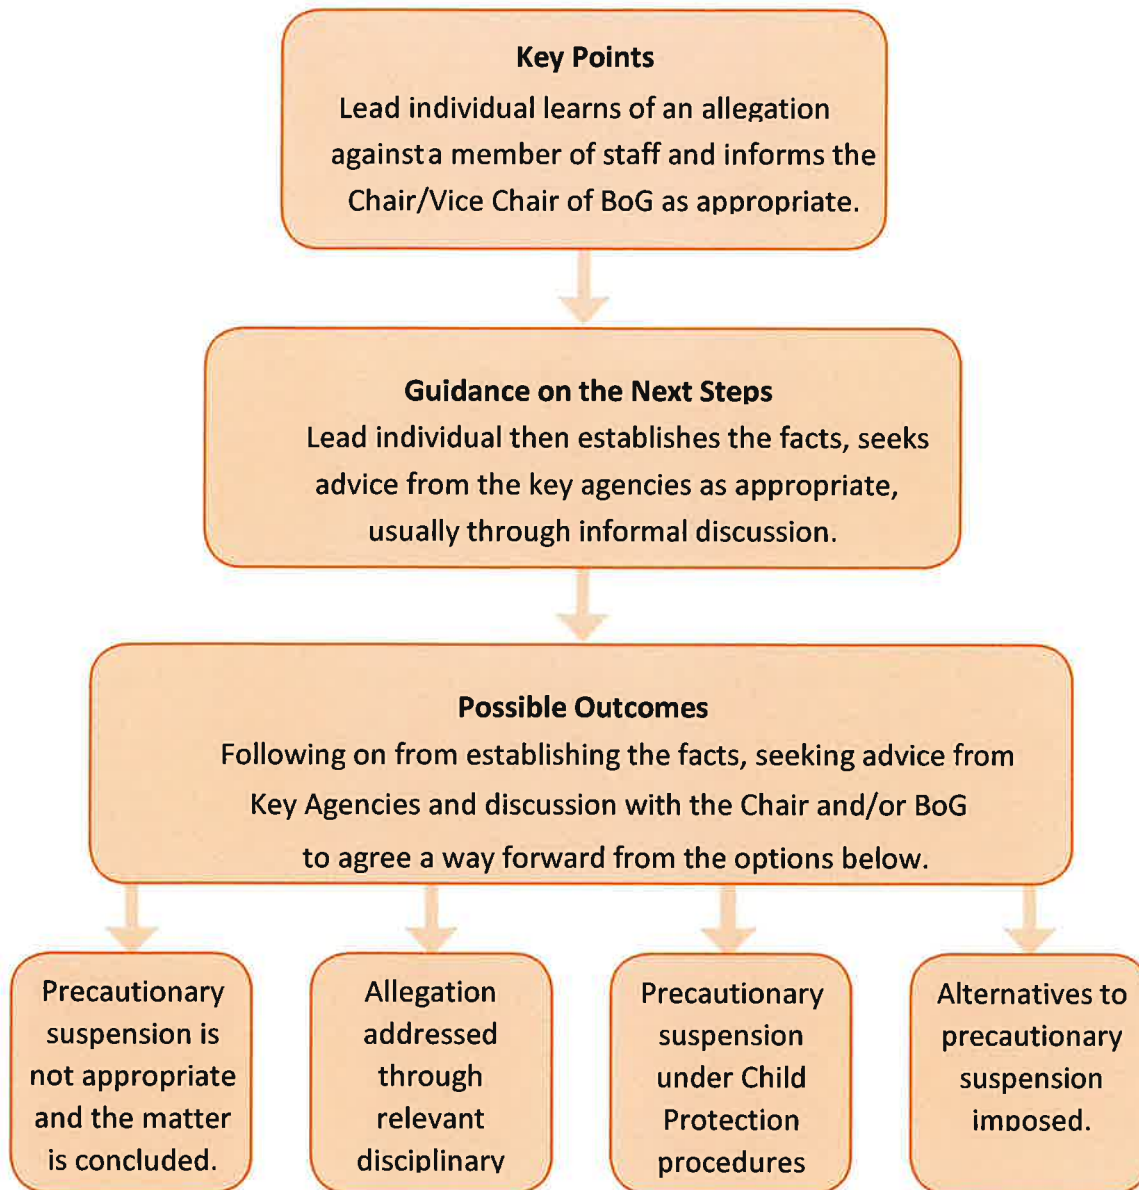 Key Points
Lead individual learns of an allegation
against a member of staff and informs the
Chair/Vice Chair of BoG as appropriate.
Guidance on the Next Steps
Lead individual then establishes the facts, seeks
advice from the key agencies as appropriate,
usually through informal discussion.
Possible Outcomes
Following on from establishing the facts, seeking advice from
Key Agencies and discussion with the Chair and/or BoG
to agree a way forward from the options below.
Precautionary
suspension is
not appropriate
and the matter
is concluded.
Allegation
addressed
through
relevant
disciplinary
Precautionary
suspension
under Child
Protection
procedures
Alternatives to
precautionary
suspension
imposed.